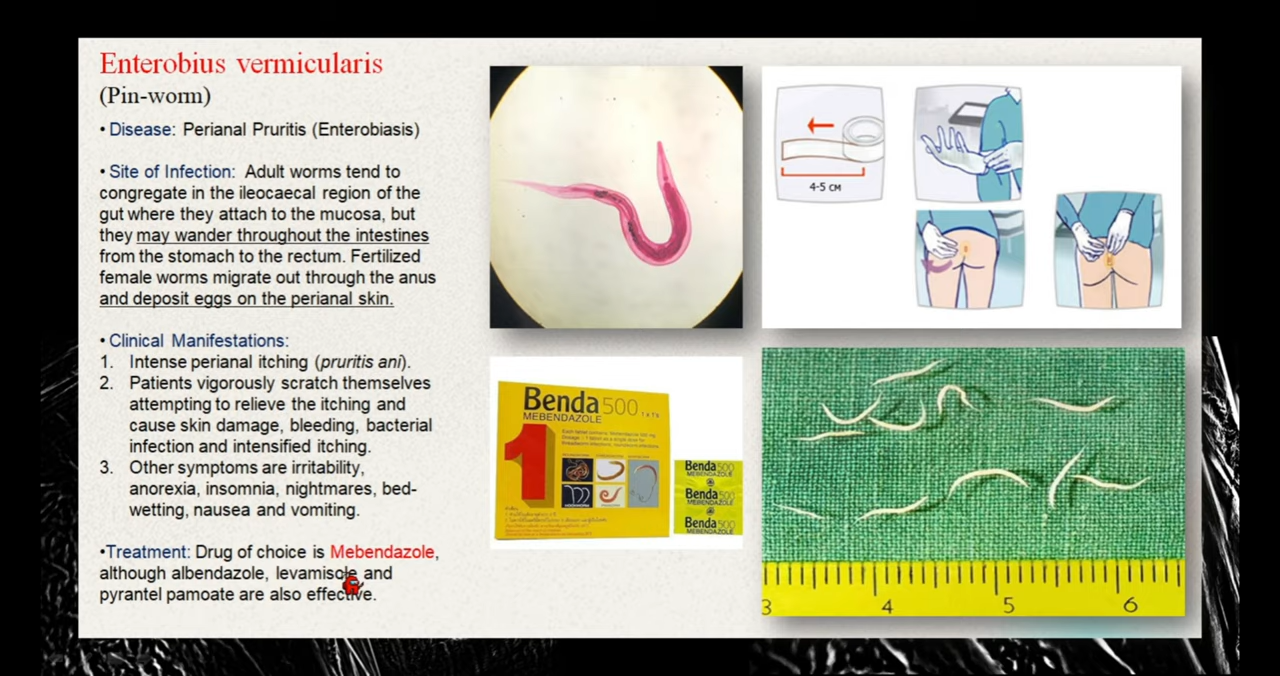 Enterobius vermicularis
(Pin-worm)
• Disease: Perianal Pruritis (Enterobiasis)
• Site of Infection: Adult worms tend to
congregate in the ileocaecal region of the
gut where they attach to the mucosa, but
they may wander throughout the intestines
from the stomach to the rectum. Fertilized
female worms migrate out through the anus
and deposit eggs on the perianal skin.
• Clinical Manifestations:
1. Intense perianal itching (pruritis ani).
2. Patients vigorously scratch themselves
attempting to relieve the itching and
cause skin damage, bleeding, bacterial
infection and intensified itching.
3. Other symptoms are irritability,
anorexia, insomnia, nightmares, bed-
wetting, nausea and vomiting.
•Treatment: Drug of choice is Mebendazole,
although albendazole, levamisole and
pyrantel pamoate are also effective.
4-5 см
Benda 500
MEBENDAZOLE
1
Benda 500
MEBENDAZOLE
Benda 500
MEBENDAZOLE
Benda 500
MEBENDAZOLE
3 4 5 6